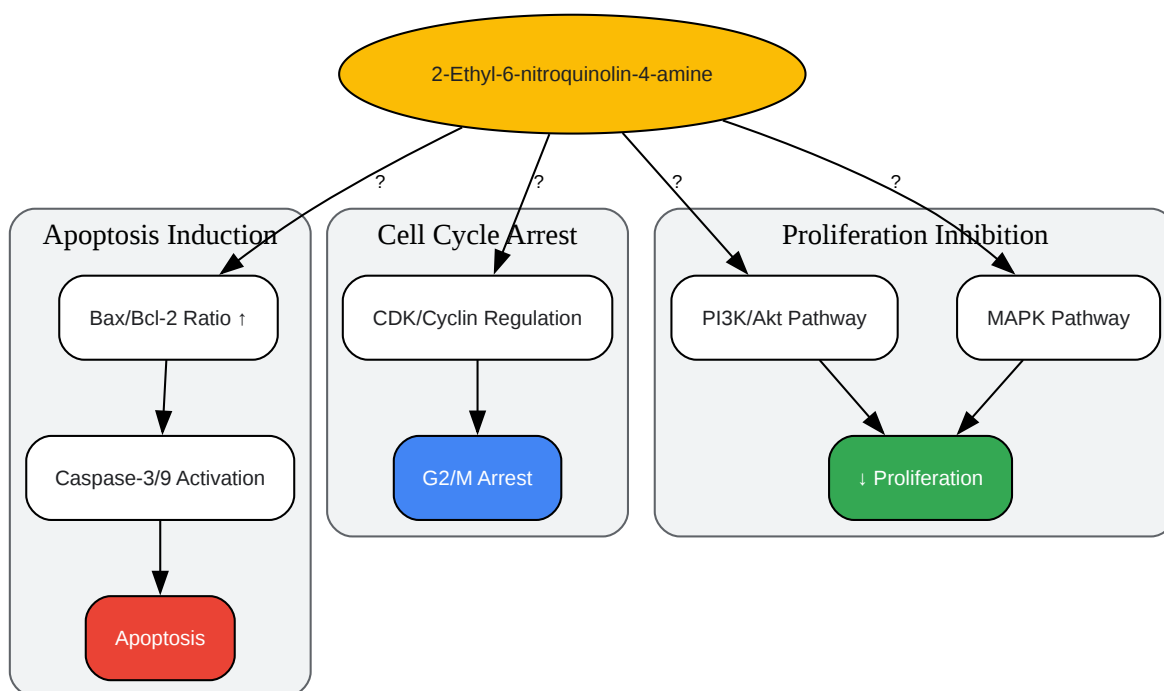 2-Ethyl-6-nitroquinolin-4-amine
? ? ? ?
Apoptosis Induction
Cell Cycle Arrest
Proliferation Inhibition
Bax/Bcl-2 Ratio ↑
CDK/Cyclin Regulation
PI3K/Akt Pathway
MAPK Pathway
Caspase-3/9 Activation
G2/M Arrest
↓ Proliferation
Apoptosis